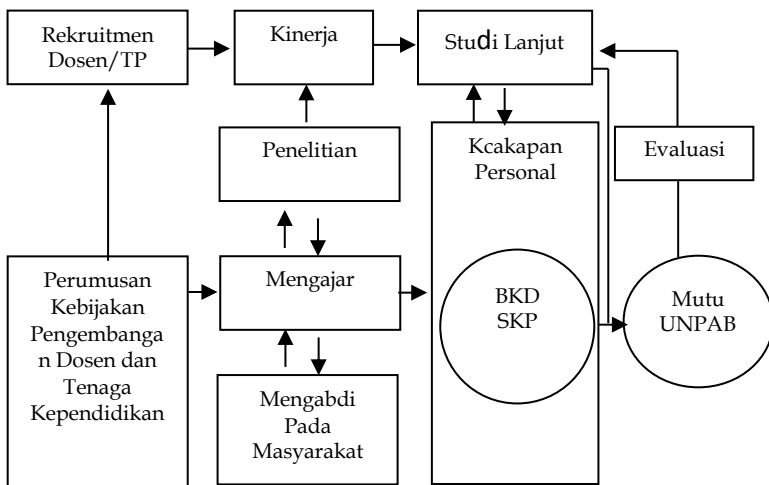 Rekruitmen
Dosen/TP
Kinerja
Studi Lanjut
Penelitian
Kcakapan
Personal
Evaluasi
Perumusan
Kebijakan
Pengembanga
n Dosen dan
Tenaga
Kependidikan
Mengajar
BKD
SKP
Mutu
UNPAB
Mengabdi
Pada
Masyarakat